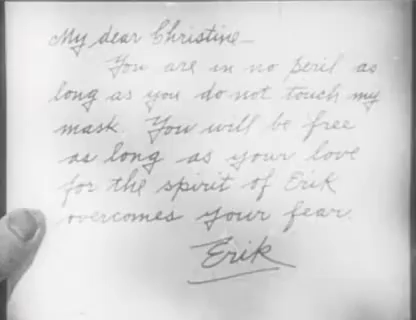 My dear Christine—
You are in no peril as
long as you do not touch my
mask. You will be free
as long as your love
for the spirit of Erik
overcomes your fear.
Erik